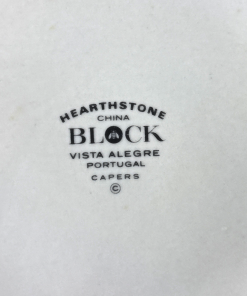 HEARTHSTONE
CHINA
BLOCK
VISTA ALEGRE
PORTUGAL
CAPERS
©